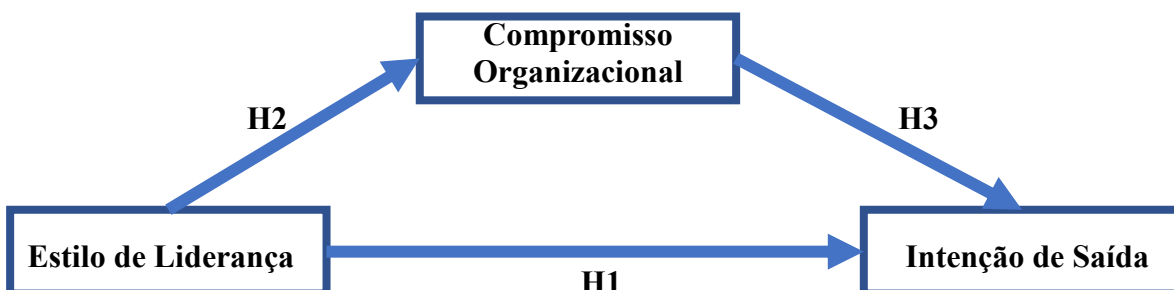 Compromisso
Organizacional
H2
H3
Estilo de Liderança
Intenção de Saída
H1